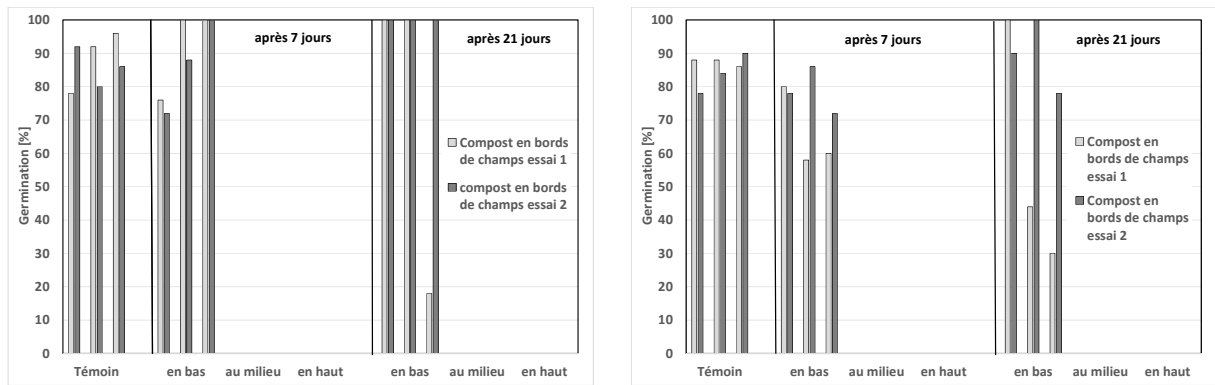 100
90
80
70
60
50
40
30
20
10
0
Germination [%]
après 7 jours
après 21 jours
Compost en bords
de champs essai 1
compost en bords
de champs essai 2
Témoin
en bas
au milieu
en haut
en bas
au milieu
en haut
100
90
80
70
60
50
40
30
20
10
0
Germination [%]
après 7 jours
après 21 jours
Compost en
bords de champs
essai 1
Compost en
bords de champs
essai 2
Témoin
en bas
au milieu
en haut
en bas
au milieu
en haut